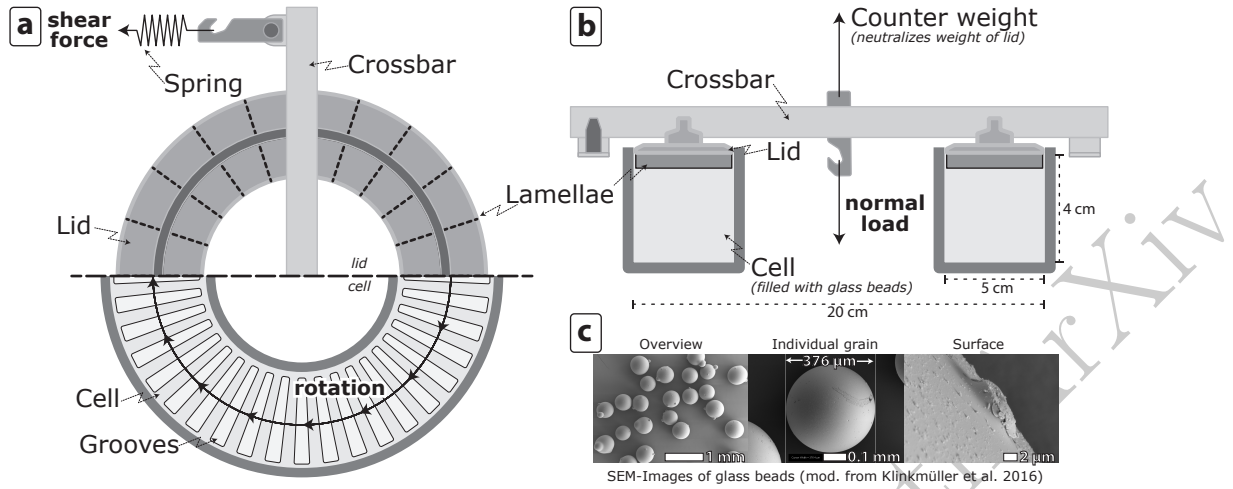 a
shear
force
Spring
Crossbar
Lid
Lamellae
lid
cell
rotation
Cell
Grooves
b
Counter weight
(neutralizes weight of lid)
Crossbar
Lid
normal
load
4 cm
Cell
(filled with glass beads)
5 cm
20 cm
c
Overview
Individual grain
Surface
376 µm
1 mm
0.1 mm
2 µm
SEM-Images of glass beads (mod. from Klinkmüller et al. 2016)